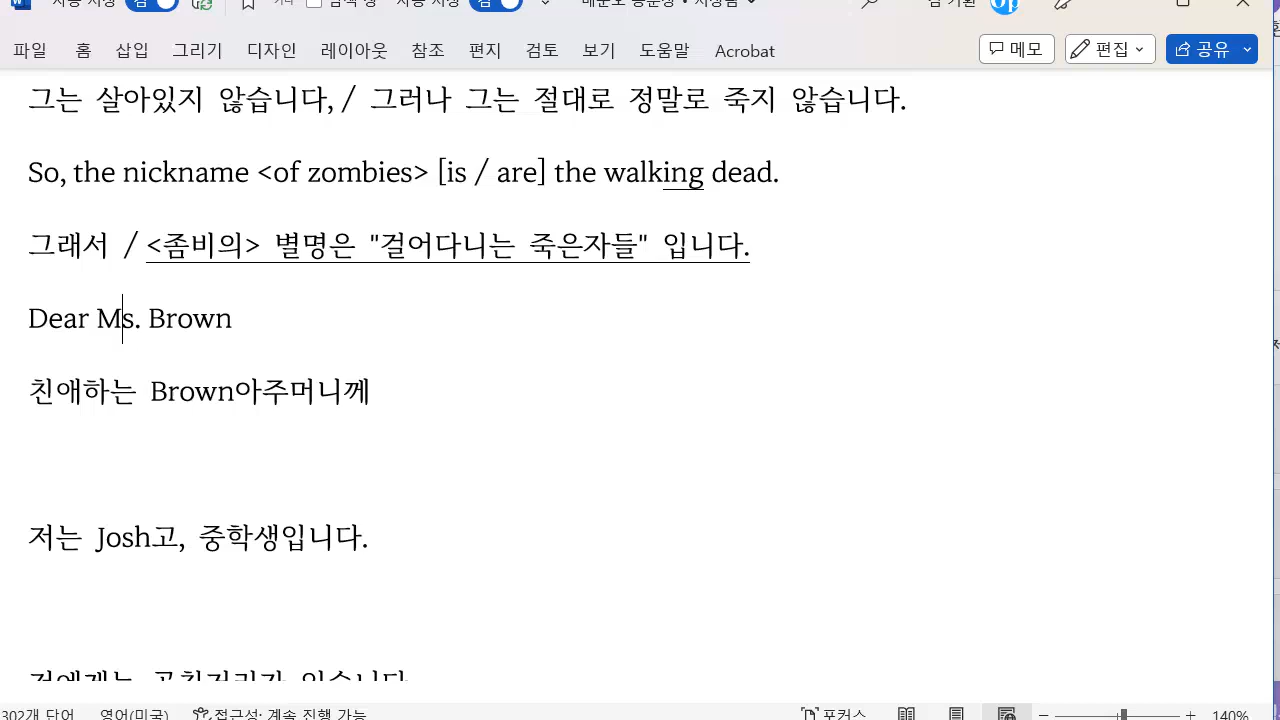 파일 홈 삽입 그리기 디자인 레이아웃 참조 편지 검토 보기 도움말 Acrobat 메모 편집 공유
그는 살아있지 않습니다, / 그러나 그는 절대로 정말로 죽지 않습니다.
So, the nickname <of zombies> [is / are] the walking dead.
그래서 / <좀비의> 별명은 "걸어다니는 죽은자들" 입니다.
Dear Ms. Brown
친애하는 Brown아주머니께
저는 Josh고, 중학생입니다.
302개 단어 영어(미국) 접근성: 계속 진행 가능 포커스 140%